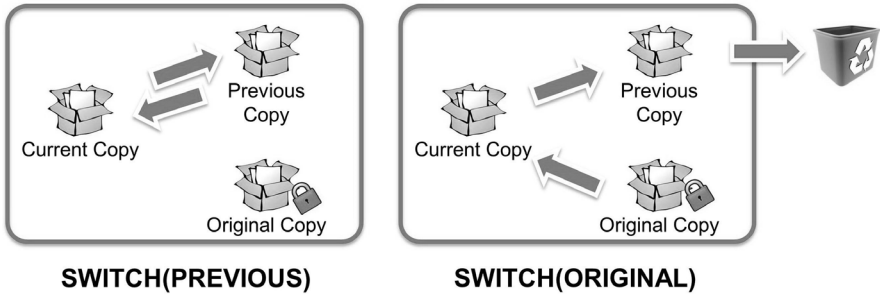 Previous
Copy
Current Copy
Original Copy
SWITCH(PREVIOUS)
Previous
Copy
Current Copy
Original Copy
SWITCH(ORIGINAL)